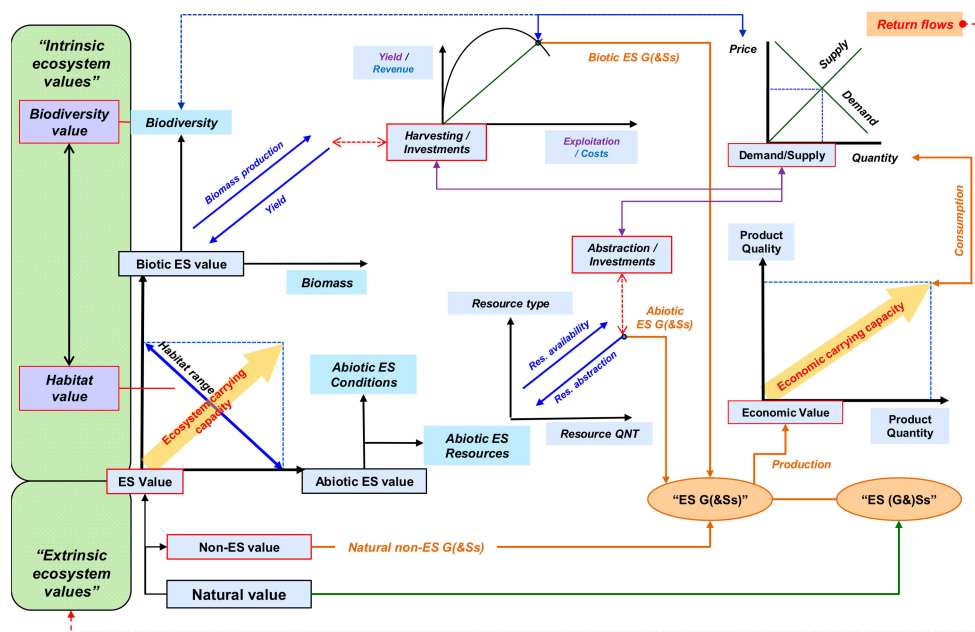 “Intrinsic
ecosystem
values”
Biodiversity
value
Biodiversity
Biomass production
Yield
Yield /
Revenue
Harvesting /
Investments
Exploitation
/ Costs
Biotic ES G(&Ss)
Price
Supply
Demand
Demand/Supply
Quantity
Return flows
Consumption
Biotic ES value
Biomass
Abstraction /
Investments
Resource type
Res. availability
Res. abstraction
Resource QNT
Abiotic
ES G(&Ss)
Product
Quality
Economic carrying capacity
Economic Value
Product
Quantity
Habitat
value
Habitat range
Ecosystem carrying
capacity
Abiotic ES
Conditions
Abiotic ES
Resources
ES Value
Abiotic ES value
Production
“ES G(&Ss)”
“ES (G&)Ss”
“Extrinsic
ecosystem
values”
Non-ES value
Natural non-ES G(&Ss)
Natural value